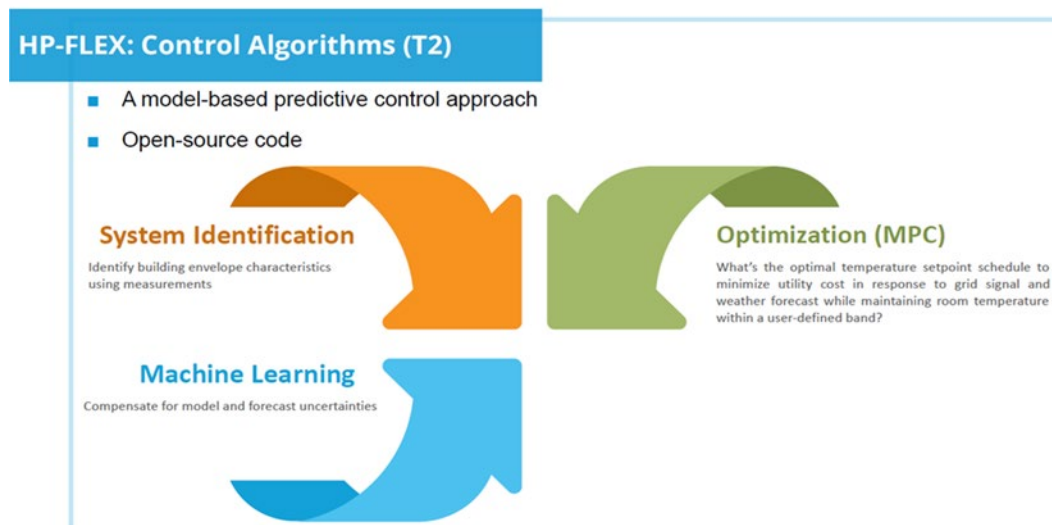 HP-FLEX: Control Algorithms (T2)
A model-based predictive control approach
Open-source code
System Identification
Identify building envelope characteristics
using measurements
Optimization (MPC)
What's the optimal temperature setpoint schedule to
minimize utility cost in response to grid signal and
weather forecast while maintaining room temperature
within a user-defined band?
Machine Learning
Compensate for model and forecast uncertainties